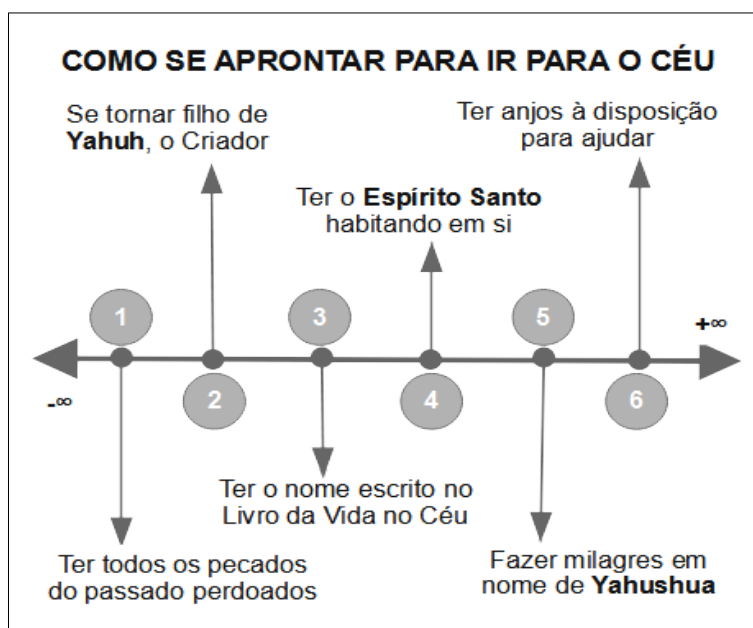 COMO SE APRONTAR PARA IR PARA O CÉU
Se tornar filho de
Yahuh, o Criador
Ter anjos à disposição
para ajudar
Ter o Espírito Santo
habitando em si
1
3
5
+∞
-∞
2
4
6
Ter o nome escrito no
Livro da Vida no Céu
Ter todos os pecados
do passado perdoados
Fazer milagres em
nome de Yahushua